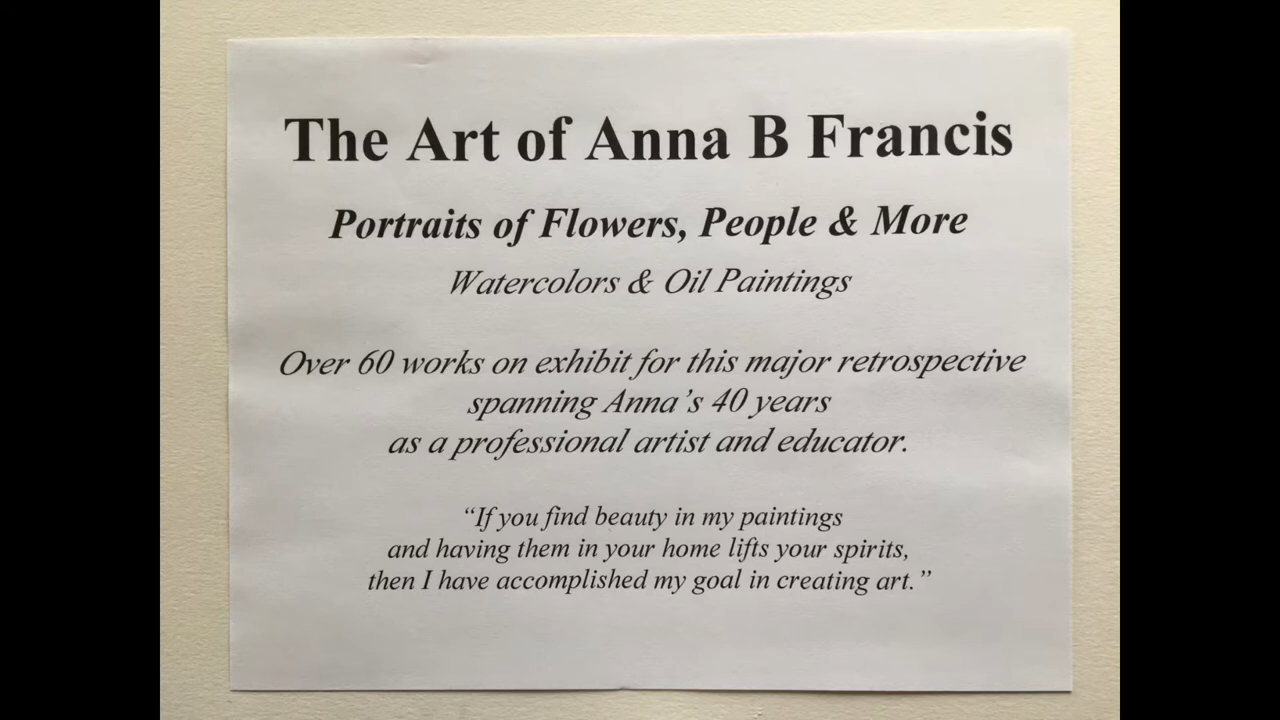 The Art of Anna B Francis
Portraits of Flowers, People & More
Watercolors & Oil Paintings
Over 60 works on exhibit for this major retrospective
spanning Anna’s 40 years
as a professional artist and educator.
“If you find beauty in my paintings
and having them in your home lifts your spirits,
then I have accomplished my goal in creating art.”